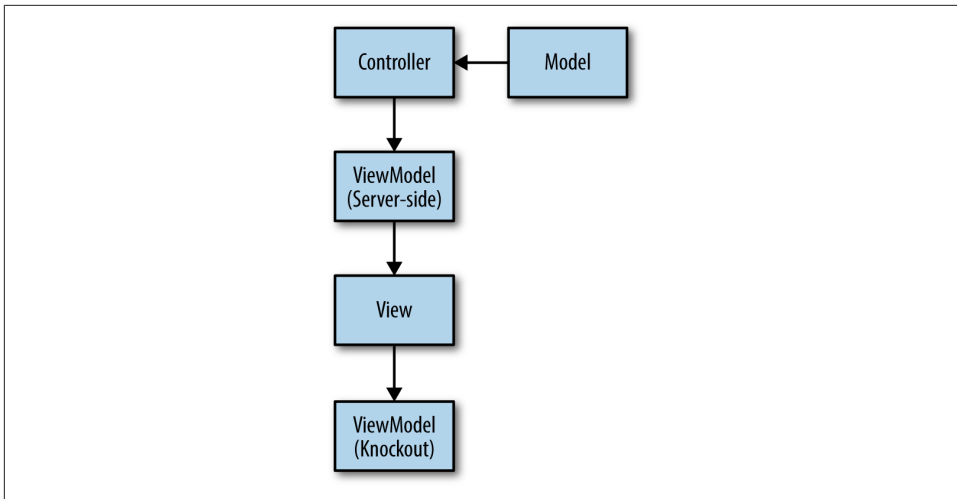 Controller
Model
ViewModel
(Server-side)
View
ViewModel
(Knockout)